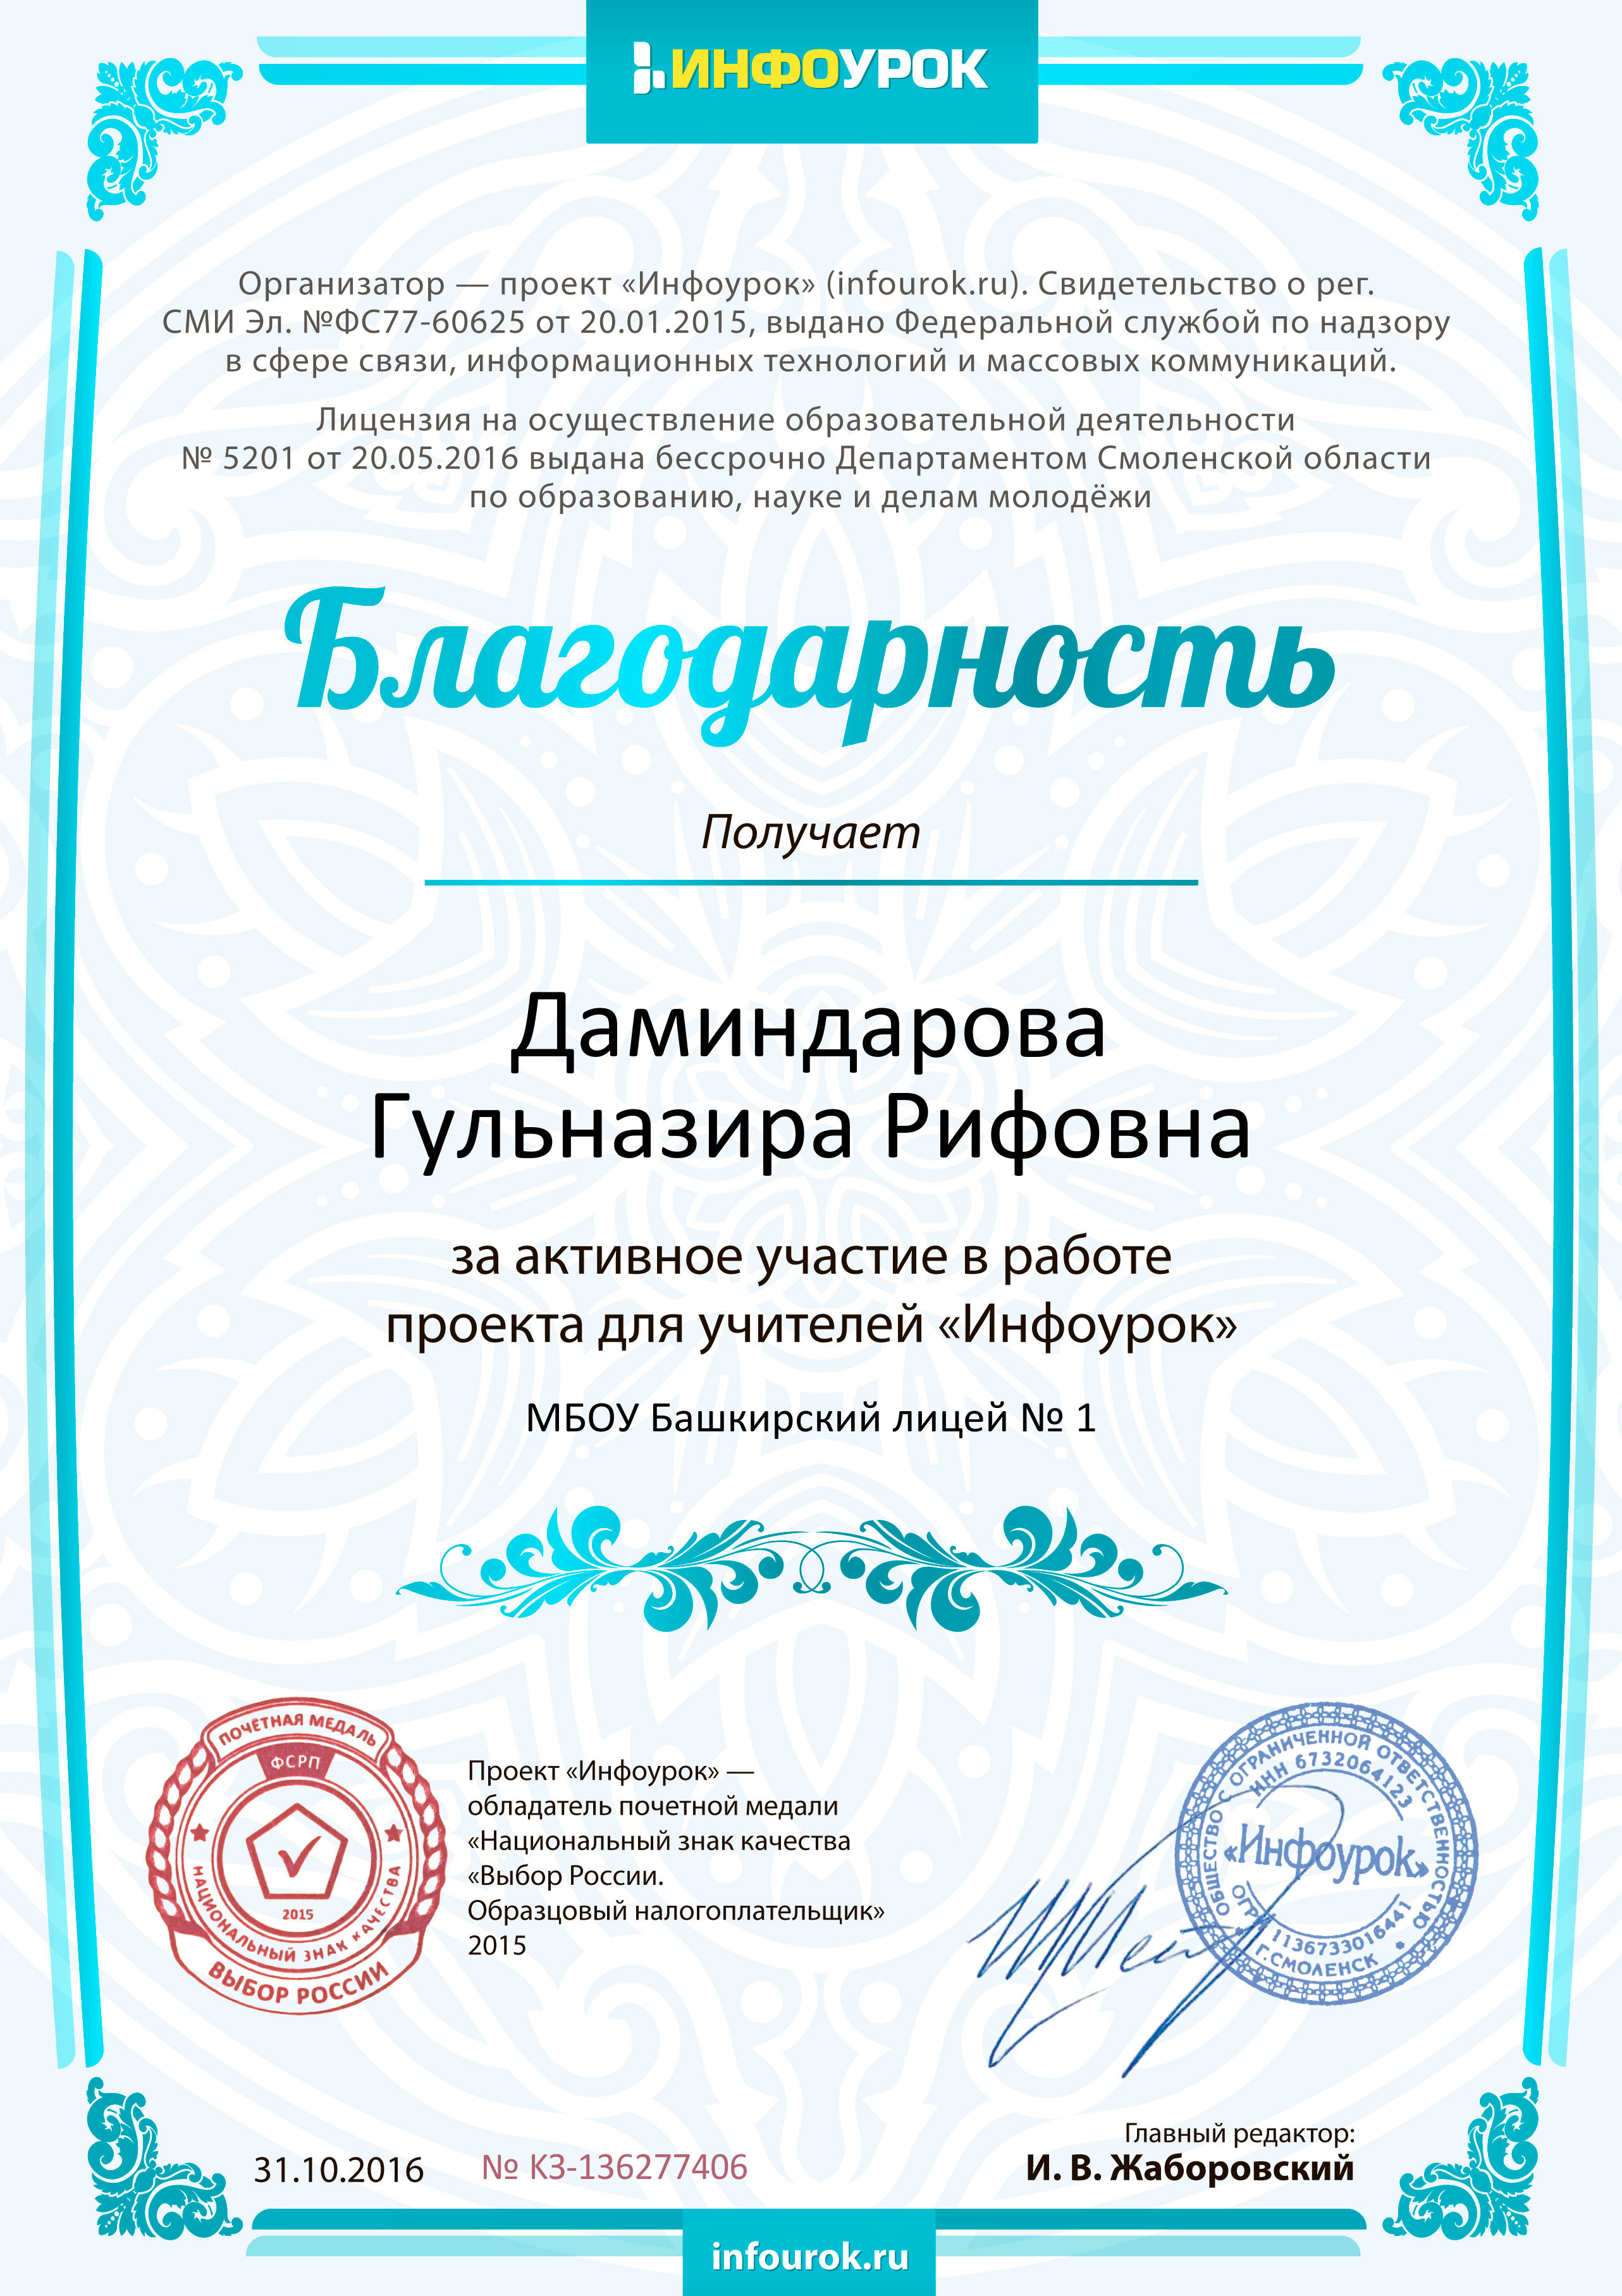 ИНФОУРОК
Организатор — проект «Инфоурок» (infourok.ru). Свидетельство о рег.
СМИ Эл. №ФС77-60625 от 20.01.2015, выдано Федеральной службой по надзору
в сфере связи, информационных технологий и массовых коммуникаций.
Лицензия на осуществление образовательной деятельности
№ 5201 от 20.05.2016 выдана бессрочно Департаментом Смоленской области
по образованию, науке и делам молодёжи
Благодарность
Получает
Даминдарова
Гульназира Рифовна
за активное участие в работе
проекта для учителей «Инфоурок»
МБОУ Башкирский лицей № 1
ПОЧЁТНАЯ МЕДАЛЬ
ФСРП
2015
НАЦИОНАЛЬНЫЙ ЗНАК КАЧЕСТВА
ВЫБОР РОССИИ
Проект «Инфоурок» —
обладатель почетной медали
«Национальный знак качества
«Выбор России.
Образцовый налогоплательщик»
2015
ОБЩЕСТВО С ОГРАНИЧЕННОЙ ОТВЕТСТВЕННОСТЬЮ
ИНН 6732064123
«Инфоурок»
ОГРН 1136733016441
Г.СМОЛЕНСК
Главный редактор:
И. В. Жаборовский
31.10.2016 № КЗ-136277406
infourok.ru